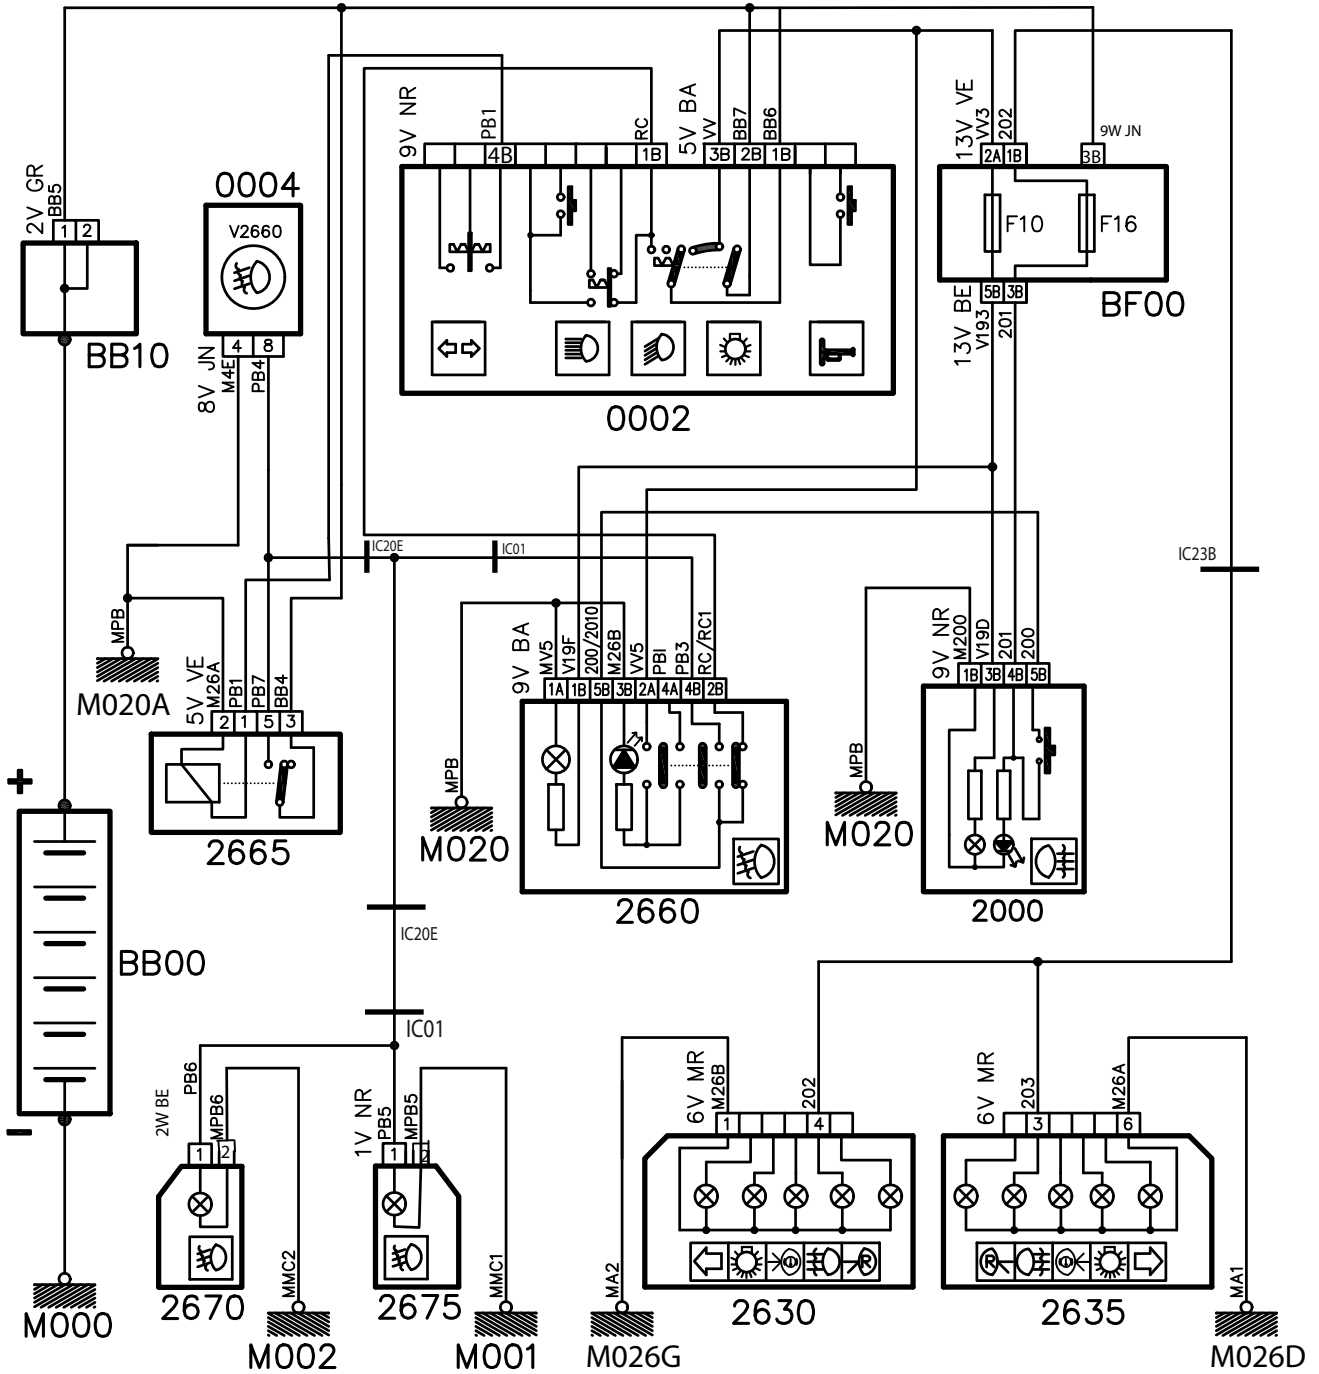 2V GR
BB5
1 2
BB10
0004
V2660
4 8
8V JN
M4E
PB4
9V NR
PB1
RC
4B
1B
5V BA
VV
BB7
BB6
3B 2B 1B
0002
13V VE
VV3
202
9W JN
2A 1B
3B
F10
F16
5B 3B
BF00
13V BE
V193
201
IC20E
IC01
IC23B
MPB
M020A
5V VE
M26A
PB1
PB7
BB4
2 1 5 3
2665
+
BB00
-
M000
MPB
M020
9V BA
MV5
V19F
200/2010
M26B
VV5
PBI
PB3
RC/RC1
1A 1B 5B 3B 2A 4A 4B 2B
2660
MPB
M020
9V NR
M200
V19D
201
200
1B 3B 4B 5B
2000
IC20E
IC01
2W BE
PB6
MPB6
1 2
2670
MMC2
M002
1V NR
PB5
MPB5
1 2
2675
MMC1
M001
MA2
M026G
6V MR
M26B
202
1 4
R
2630
6V MR
203
M26A
3 6
R
2635
MA1
M026D